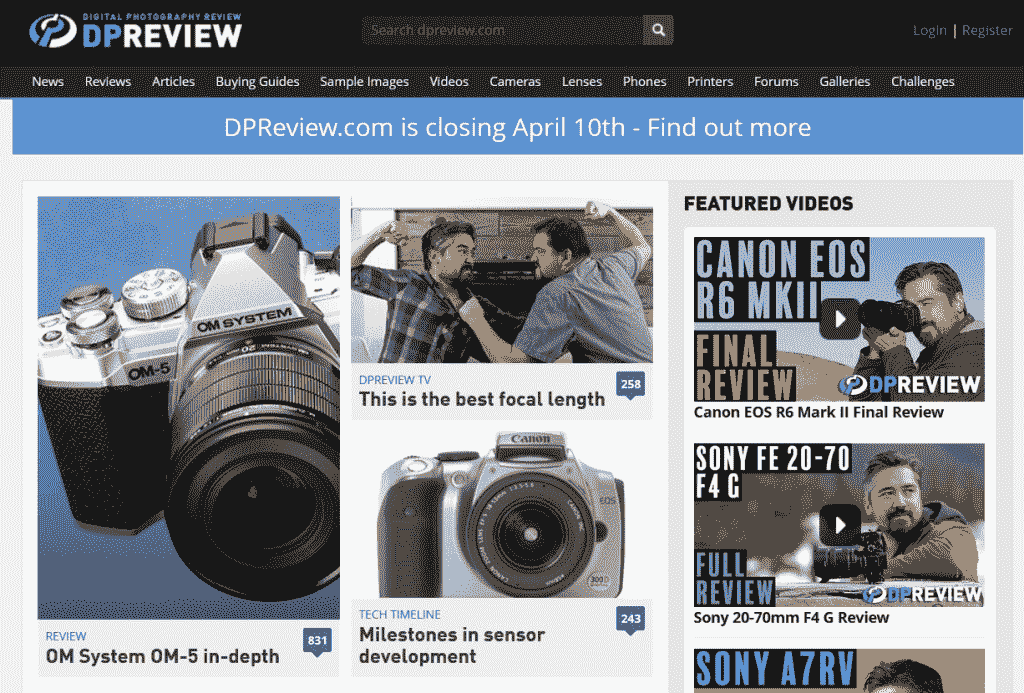 DIGITAL PHOTOGRAPHY REVIEW
DPREVIEW
Search dpreview.com
Login | Register
News Reviews Articles Buying Guides Sample Images Videos Cameras Lenses Phones Printers Forums Galleries Challenges
DPReview.com is closing April 10th - Find out more
OM SYSTEM
OM-5
REVIEW
831
OM System OM-5 in-depth
DPREVIEW TV
258
This is the best focal length
Canon
EOS
300D
TECH TIMELINE
243
Milestones in sensor
development
FEATURED VIDEOS
CANON EOS
R6 MKII
FINAL
REVIEW
DPREVIEW
Canon EOS R6 Mark II Final Review
SONY FE 20-70
F4 G
FULL
REVIEW
DPREVIEW
Sony 20-70mm F4 G Review
SONY A7RV